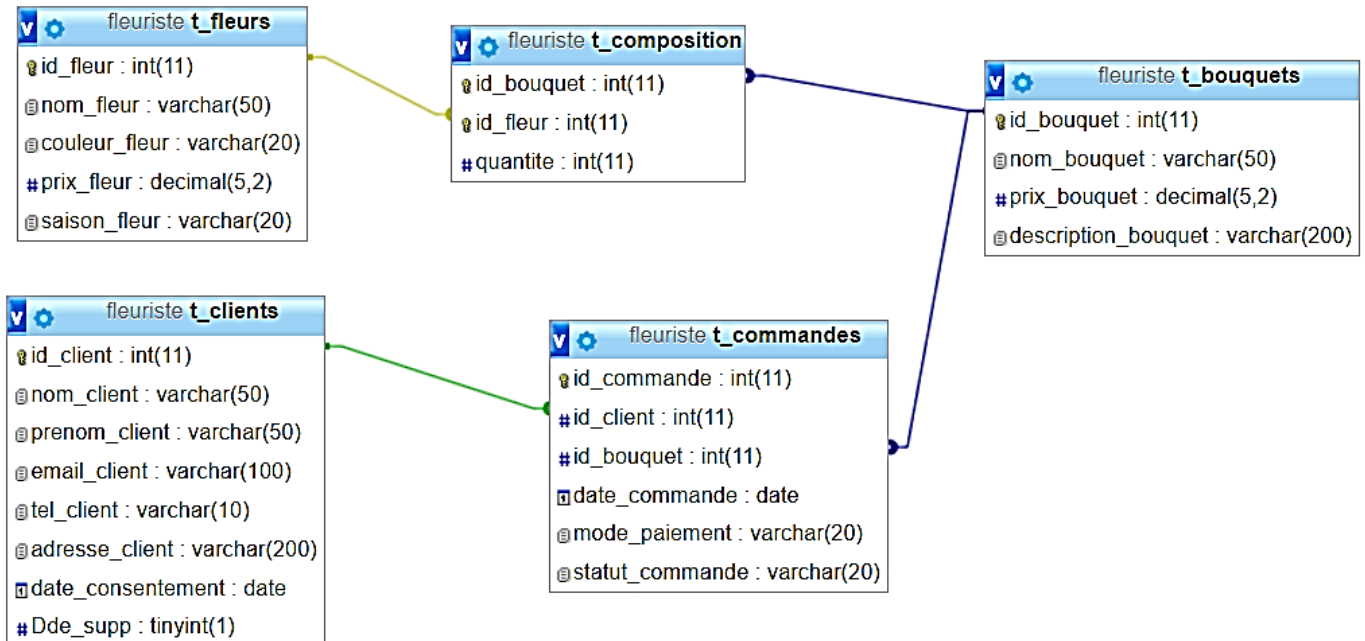 fleuriste t_fleurs
id_fleur : int(11)
nom_fleur : varchar(50)
couleur_fleur : varchar(20)
#prix_fleur : decimal(5,2)
saison_fleur : varchar(20)
fleuriste t_composition
id_bouquet : int(11)
id_fleur : int(11)
#quantite : int(11)
fleuriste t_bouquets
id_bouquet : int(11)
nom_bouquet : varchar(50)
#prix_bouquet : decimal(5,2)
description_bouquet : varchar(200)
fleuriste t_clients
id_client : int(11)
nom_client : varchar(50)
prenom_client : varchar(50)
email_client : varchar(100)
tel_client : varchar(10)
adresse_client : varchar(200)
date_consentement : date
#Dde_supp : tinyint(1)
fleuriste t_commandes
id_commande : int(11)
#id_client : int(11)
#id_bouquet : int(11)
date_commande : date
mode_paiement : varchar(20)
statut_commande : varchar(20)